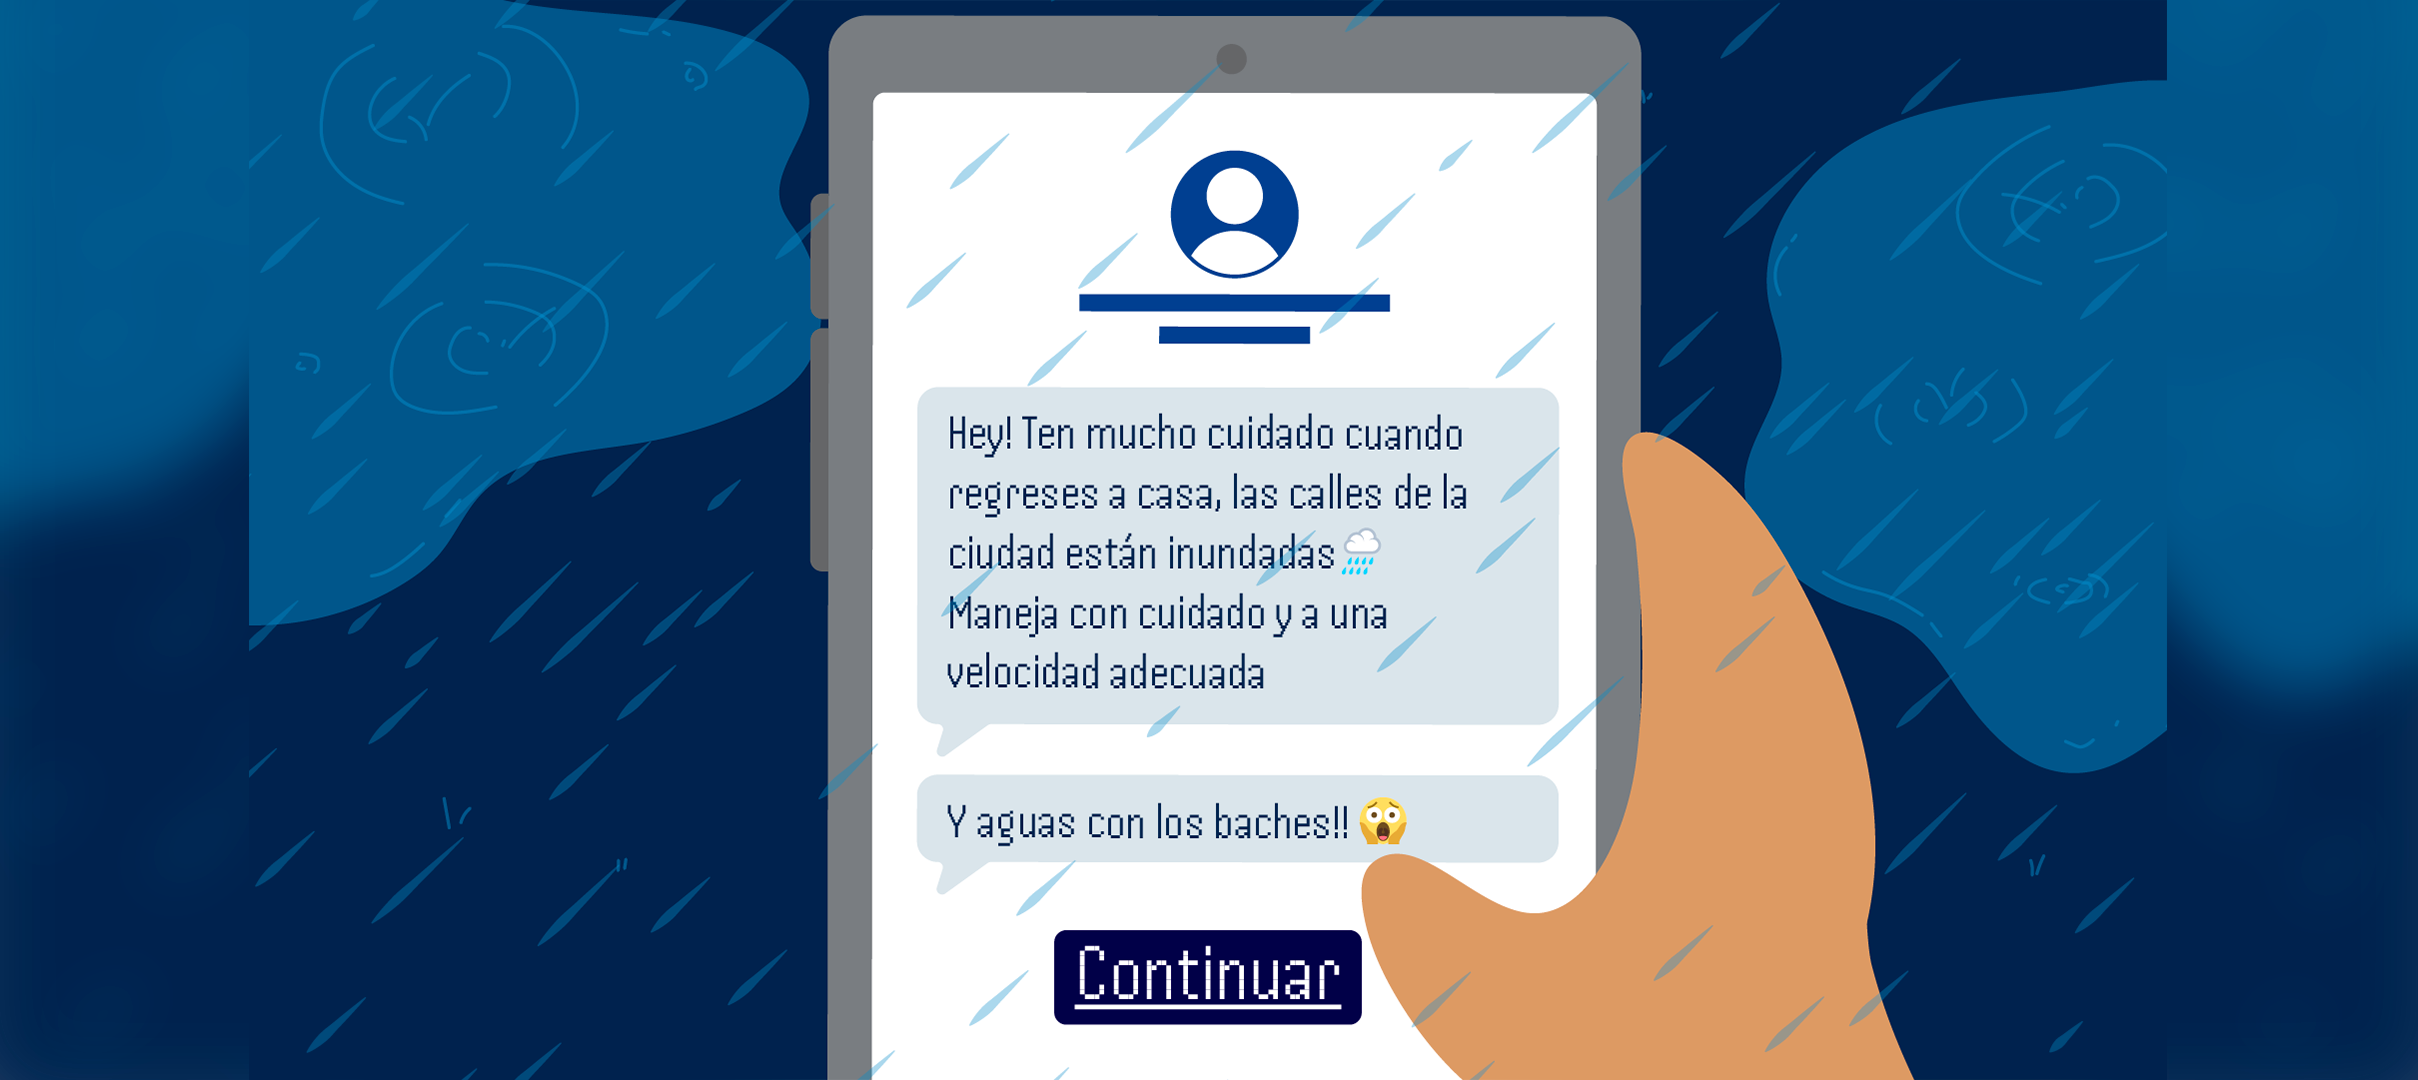 Hey! Ten mucho cuidado cuando
regreses a casa, las calles de la
ciudad están inundadas🌧️
Maneja con cuidado y a una
velocidad adecuada
Y aguas con los baches!! 😱
Continuar